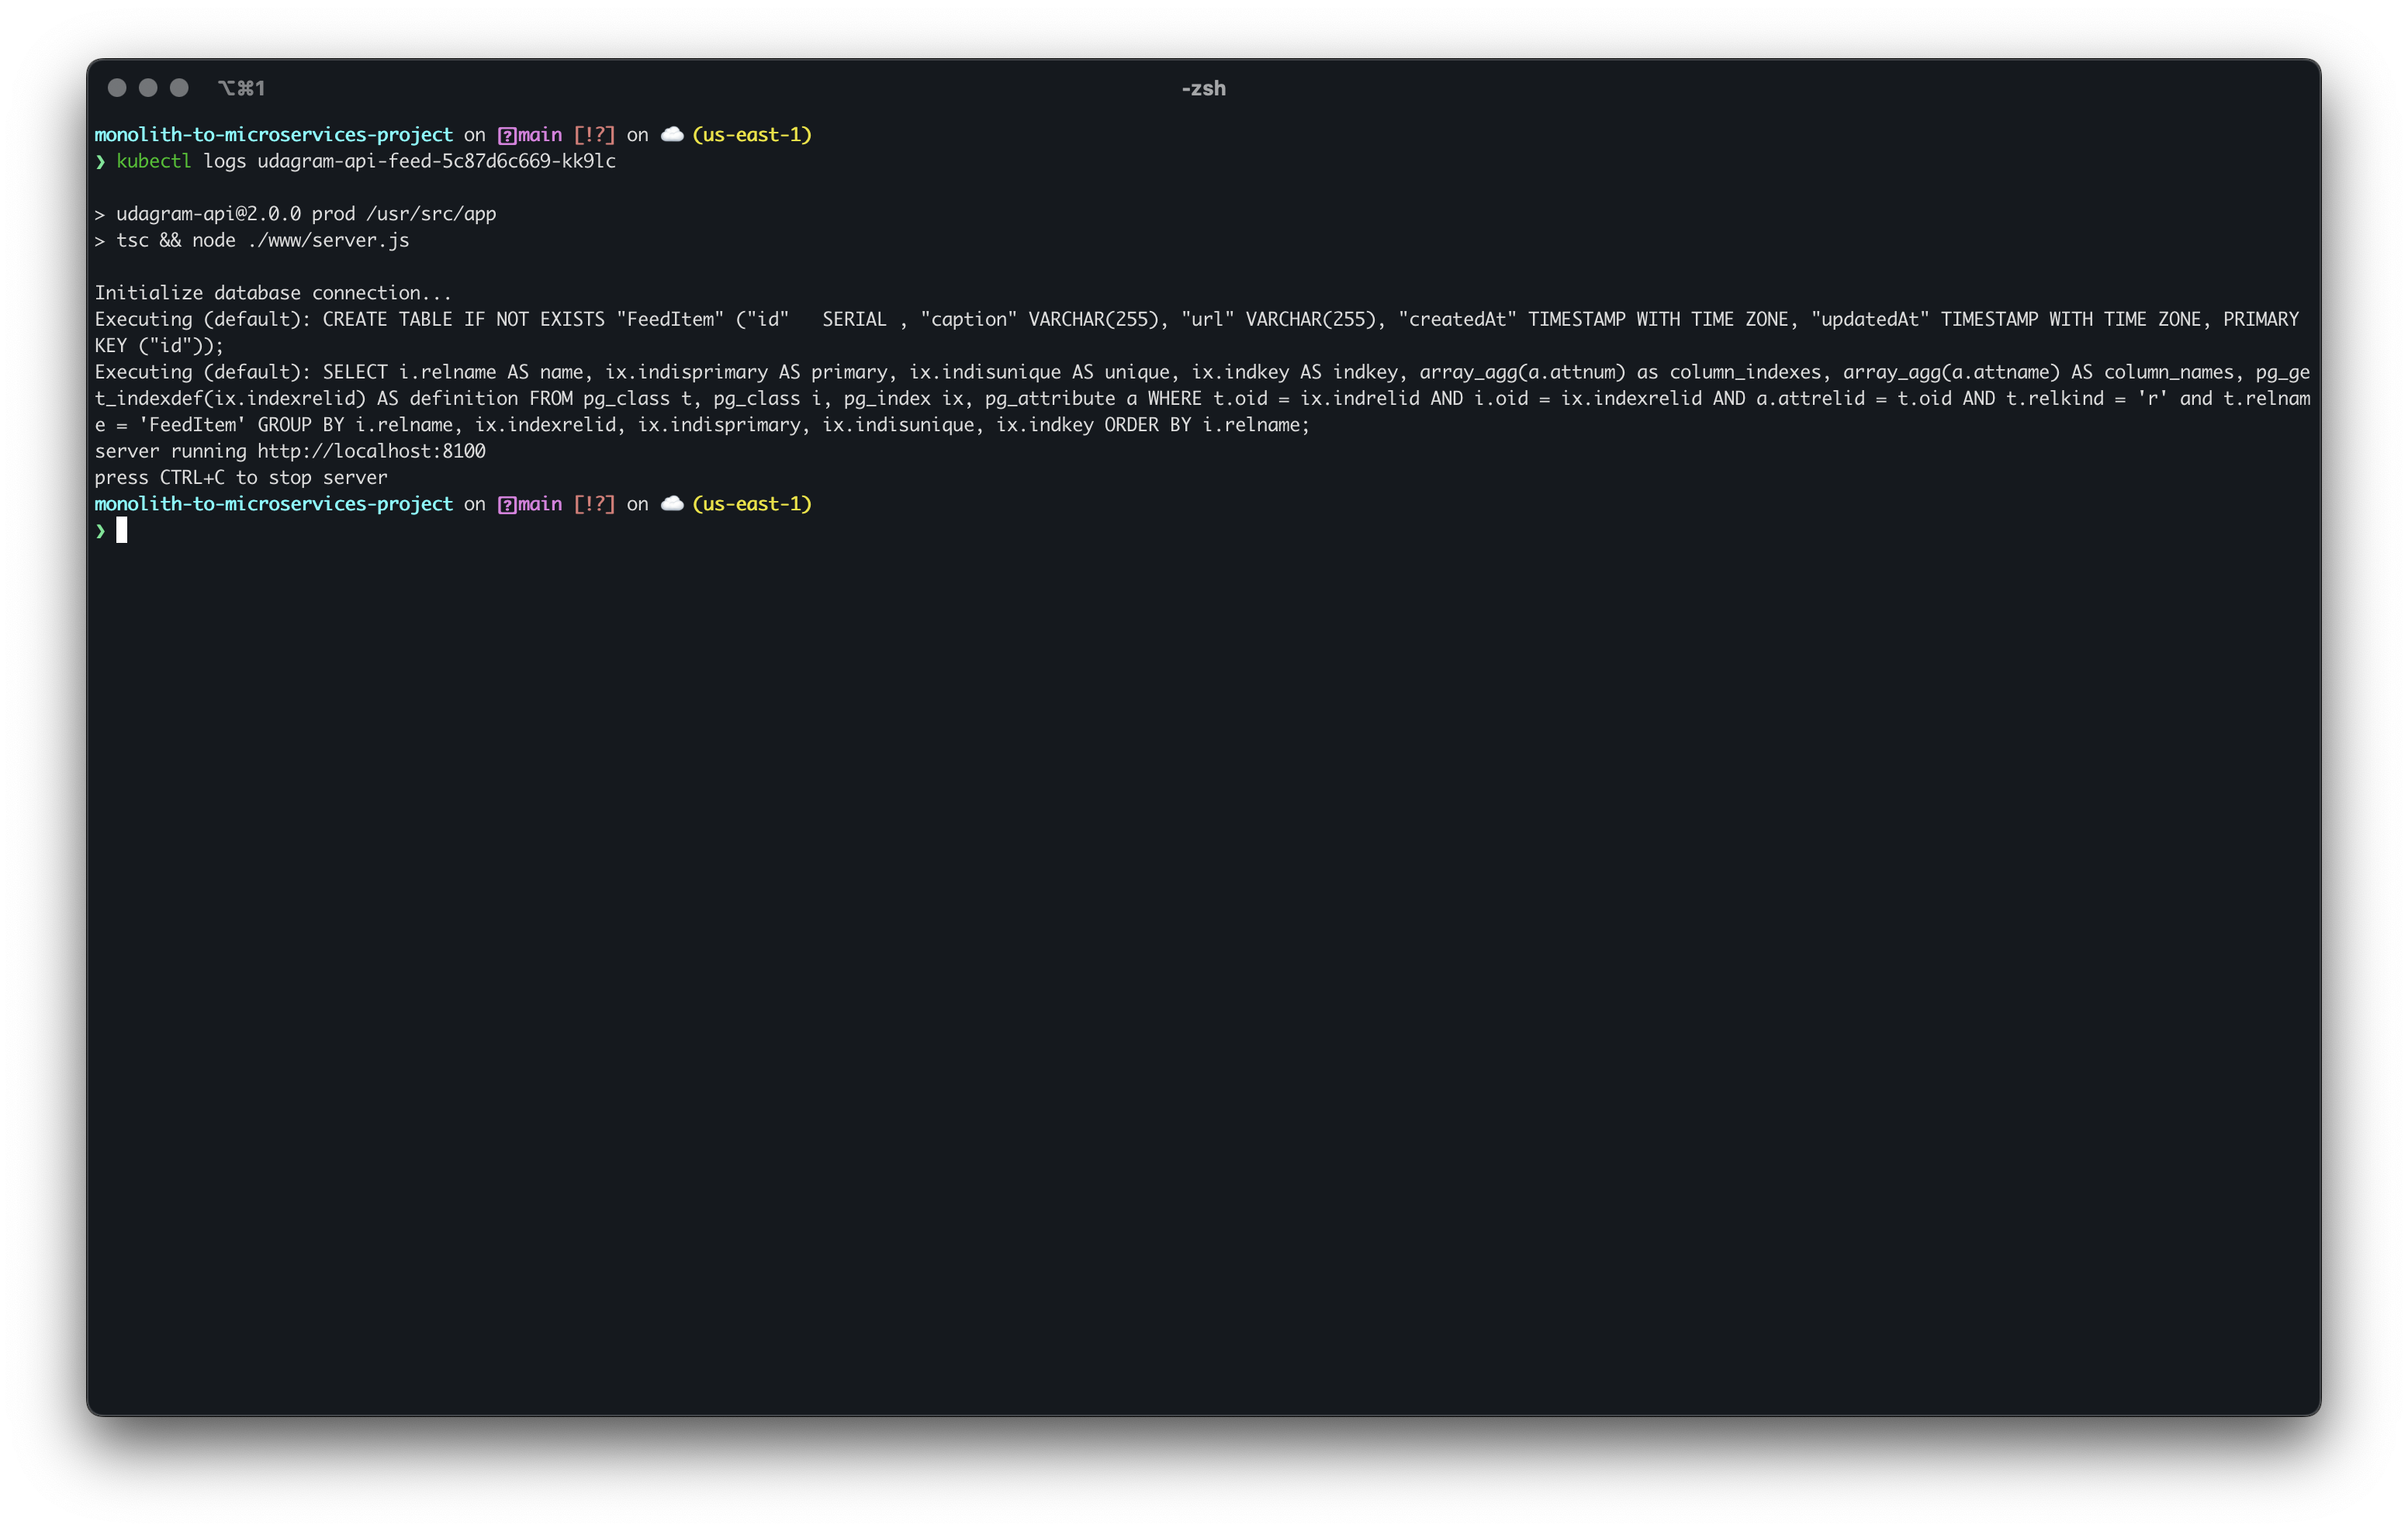 ⌥⌘1
-zsh
monolith-to-microservices-project on main [!?] on ☁️ (us-east-1)
❯ kubectl logs udagram-api-feed-5c87d6c669-kk9lc
> udagram-api@2.0.0 prod /usr/src/app
> tsc && node ./www/server.js
Initialize database connection...
Executing (default): CREATE TABLE IF NOT EXISTS "FeedItem" ("id"   SERIAL , "caption" VARCHAR(255), "url" VARCHAR(255), "createdAt" TIMESTAMP WITH TIME ZONE, "updatedAt" TIMESTAMP WITH TIME ZONE, PRIMARY
KEY ("id"));
Executing (default): SELECT i.relname AS name, ix.indisprimary AS primary, ix.indisunique AS unique, ix.indkey AS indkey, array_agg(a.attnum) as column_indexes, array_agg(a.attname) AS column_names, pg_ge
t_indexdef(ix.indexrelid) AS definition FROM pg_class t, pg_class i, pg_index ix, pg_attribute a WHERE t.oid = ix.indrelid AND i.oid = ix.indexrelid AND a.attrelid = t.oid AND t.relkind = 'r' and t.relnam
e = 'FeedItem' GROUP BY i.relname, ix.indexrelid, ix.indisprimary, ix.indisunique, ix.indkey ORDER BY i.relname;
server running http://localhost:8100
press CTRL+C to stop server
monolith-to-microservices-project on main [!?] on ☁️ (us-east-1)
❯